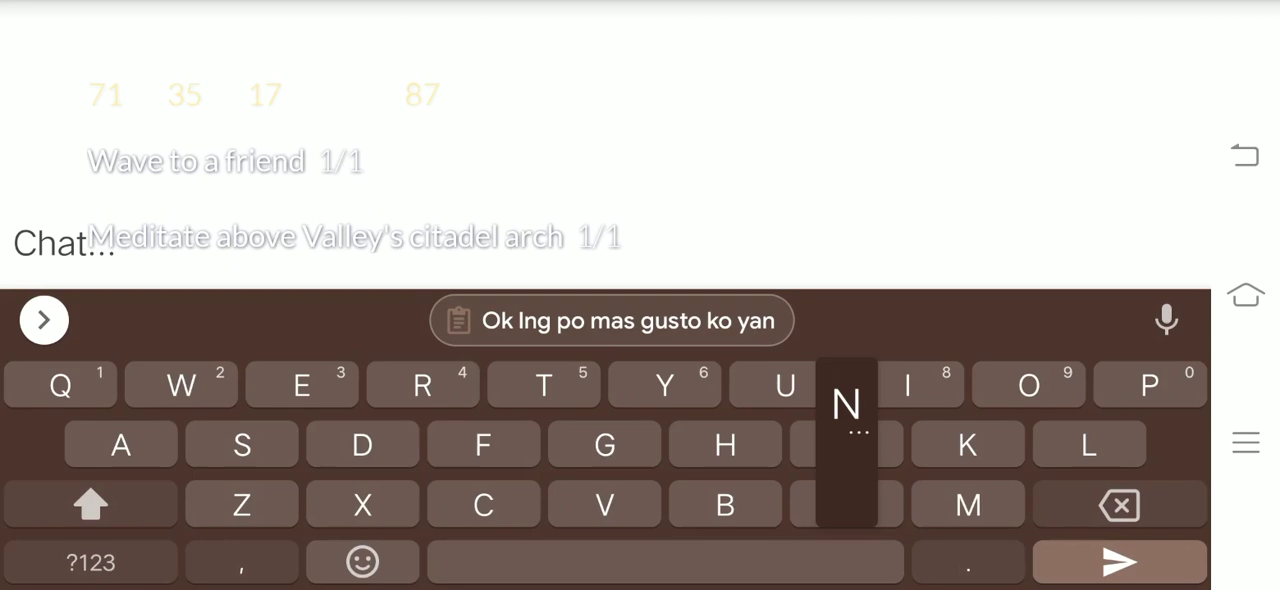 71 35 17 87
Wave to a friend 1/1
Meditate above Valley's citadel arch 1/1
Chat...
Ok Ing po mas gusto ko yan
Q 1 W 2 E 3 R 4 T 5 Y 6 U I 8 O 9 P 0
A S D F G H K L
N ...
Z X C V B M
?123 , .